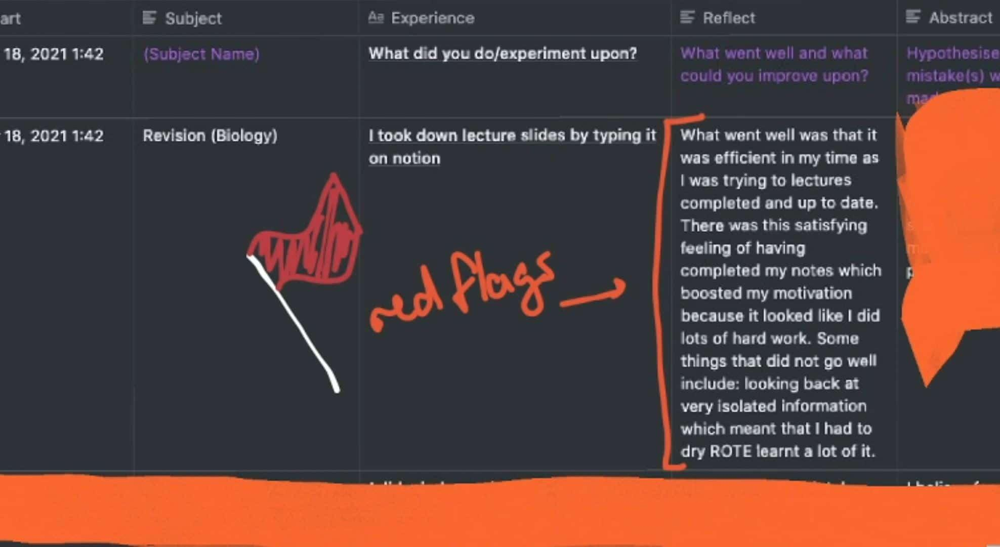 art
Subject
Aa Experience
Reflect
Abstract
18, 2021 1:42
(Subject Name)
What did you do/experiment upon?
What went well and what
could you improve upon?
Hypothesise
mistake(s) w
18, 2021 1:42
Revision (Biology)
I took down lecture slides by typing it
on notion
What went well was that it
was efficient in my time as
I was trying to lectures
completed and up to date.
There was this satisfying
feeling of having
completed my notes which
boosted my motivation
because it looked like I did
lots of hard work. Some
things that did not go well
include: looking back at
very isolated information
which meant that I had to
dry ROTE learnt a lot of it.
red flags